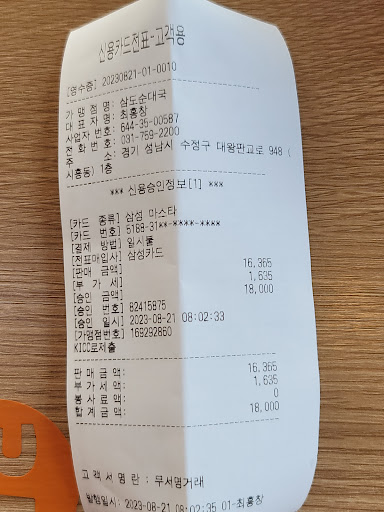 신용카드전표-고객용
[영수증] 20230821-01-0010
가 맹 점 명: 삼도순대국
대 표 자 명: 최홍창
사업자 번호: 644-35-00587
전 화 번 호: 031-759-2200
주 소: 경기 성남시 수정구 대왕판교로 948 (
시흥동) 1층
*** 신용승인정보[1] ***
[카드 종류] 삼성 마스타
[카드 번호] 5188-31**-****-****
[결제 방법] 일시불
[전표매입사] 삼성카드
[판매 금액] 16,365
[부 가 세] 1,635
[승인 금액] 18,000
[승인 번호] 82415875
[승인 일시] 2023-08-21 08:02:33
[가맹점번호] 169292860
KICC로제출
판 매 금 액: 16,365
부 가 세 액: 1,635
봉 사 료 액: 0
합 계 금 액: 18,000
고 객 서 명 란 : 무서명거래
발행일시: 2023-08-21 08:02:35 01-최홍창